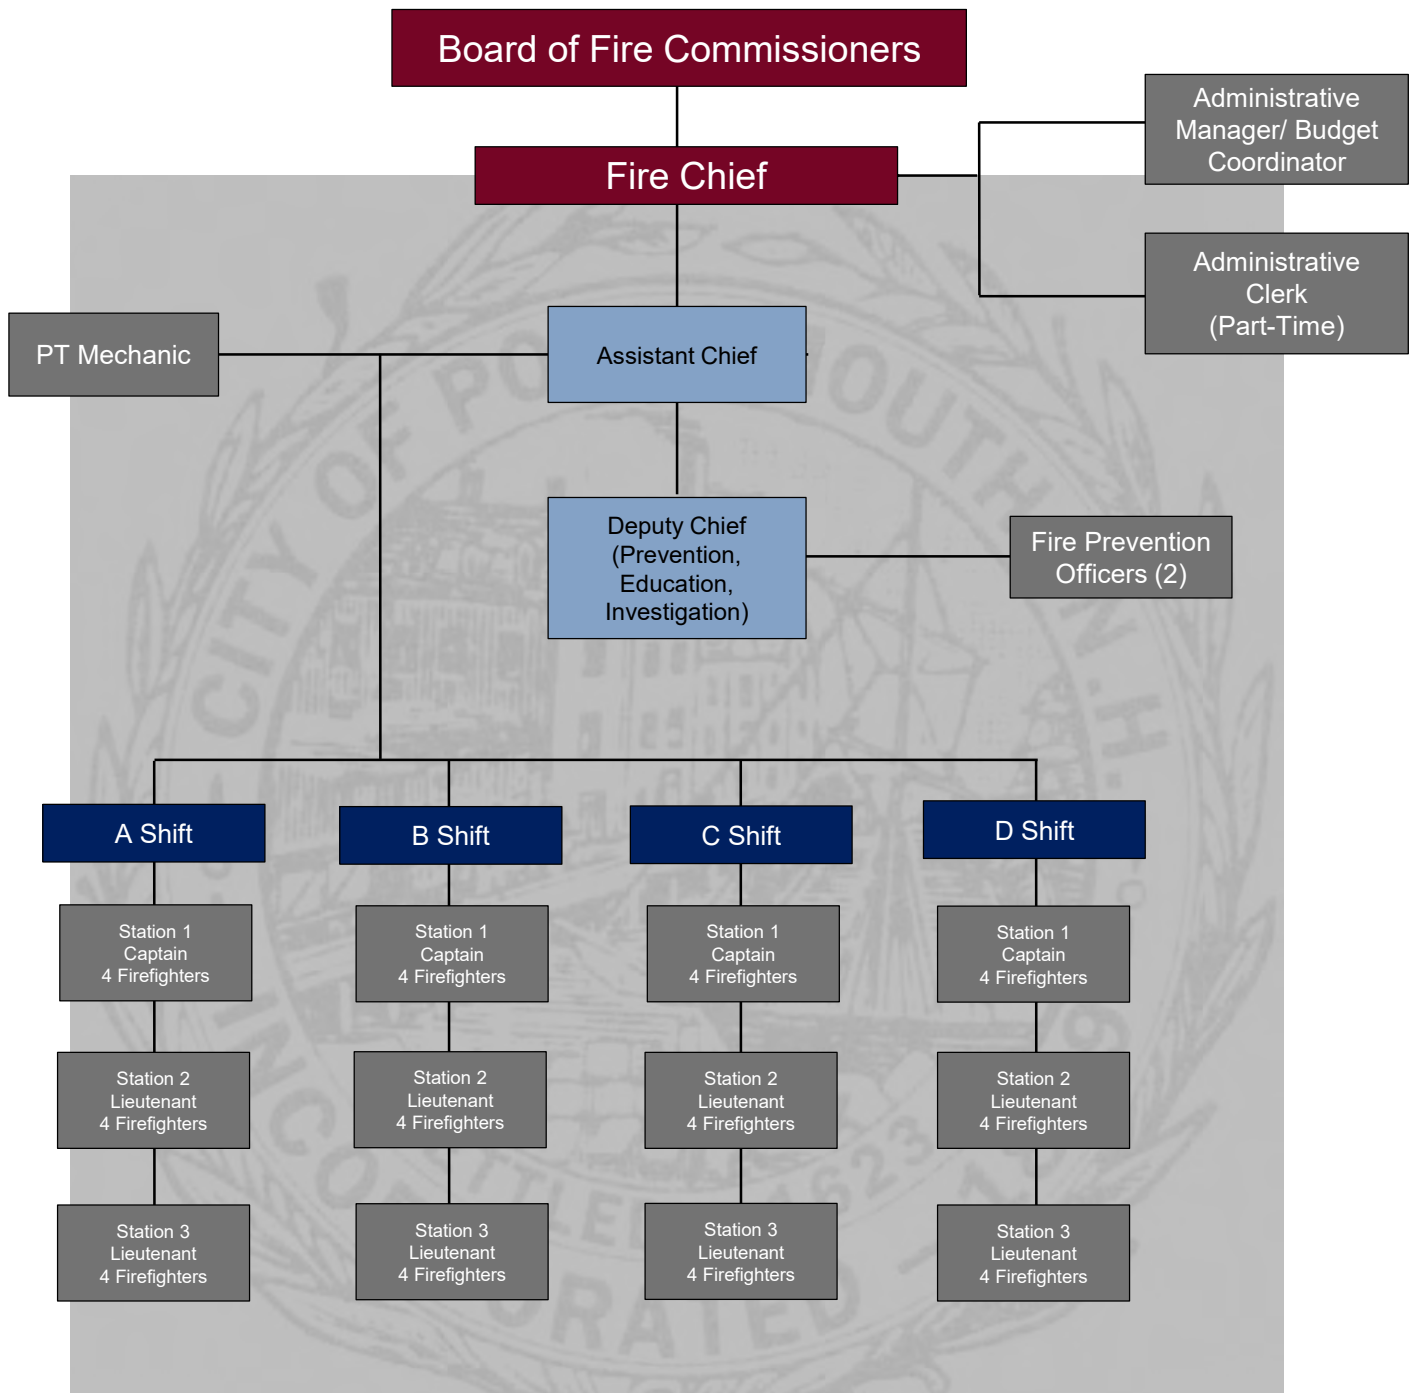 Board of Fire Commissioners
Fire Chief
Administrative
Manager/ Budget
Coordinator
Administrative
Clerk
(Part-Time)
PT Mechanic
Assistant Chief
Deputy Chief
(Prevention,
Education,
Investigation)
Fire Prevention
Officers (2)
A Shift
B Shift
C Shift
D Shift
Station 1
Captain
4 Firefighters
Station 1
Captain
4 Firefighters
Station 1
Captain
4 Firefighters
Station 1
Captain
4 Firefighters
Station 2
Lieutenant
4 Firefighters
Station 2
Lieutenant
4 Firefighters
Station 2
Lieutenant
4 Firefighters
Station 2
Lieutenant
4 Firefighters
Station 3
Lieutenant
4 Firefighters
Station 3
Lieutenant
4 Firefighters
Station 3
Lieutenant
4 Firefighters
Station 3
Lieutenant
4 Firefighters
CITY OF
N.H.